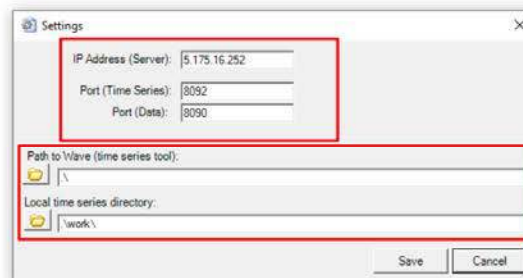 Settings
IP Address (Server): 5.175.16.252
Port (Time Series): 8092
Port (Data): 8090
Path to Wave (time series tool):
.\
Local time series directory:
.\work\
Save Cancel